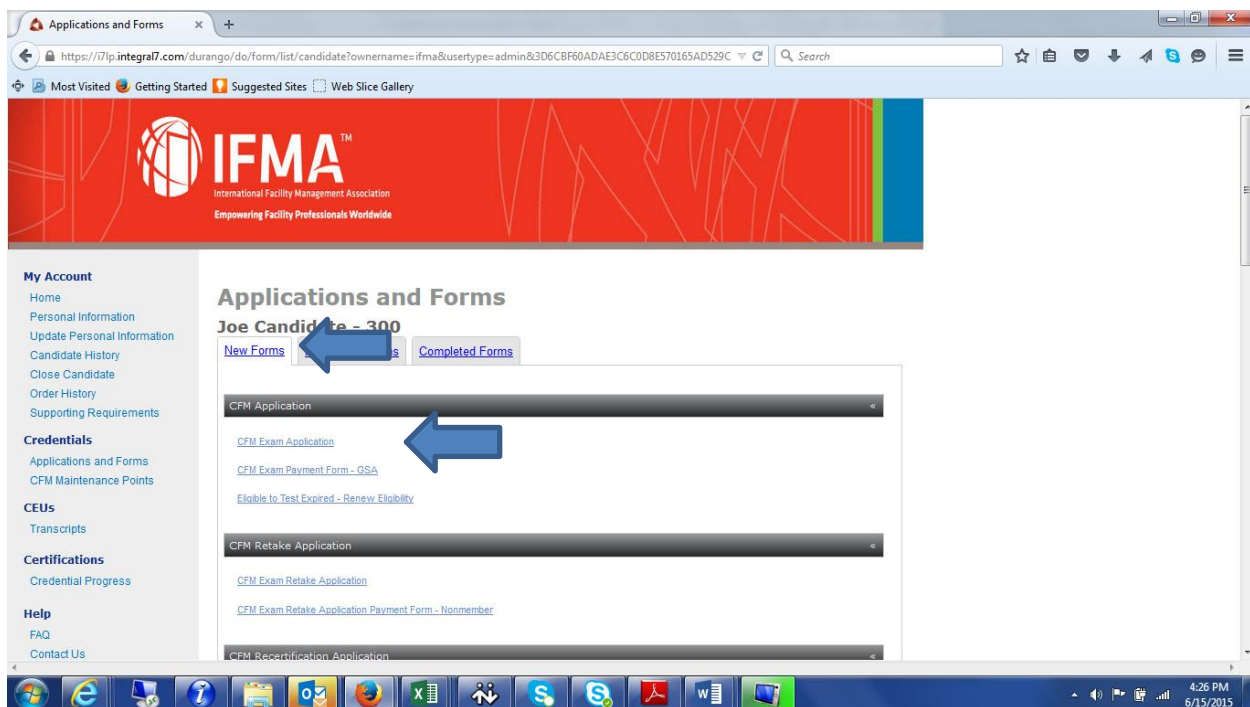 Applications and Forms
https://i7lp.integral7.com/durango/do/form/list/candidate?ownername=ifma&usertype=admin&3D6CBF60ADAE3C6C0D8E570165AD529C
Search
Most Visited Getting Started Suggested Sites Web Slice Gallery
IFMA™
International Facility Management Association
Empowering Facility Professionals Worldwide
My Account
Home
Personal Information
Update Personal Information
Candidate History
Close Candidate
Order History
Supporting Requirements
Credentials
Applications and Forms
CFM Maintenance Points
CEUs
Transcripts
Certifications
Credential Progress
Help
FAQ
Contact Us
Applications and Forms
Joe Candidate - 300
New Forms Completed Forms
CFM Application
CFM Exam Application
CFM Exam Payment Form - GSA
Eligible to Test Expired - Renew Eligibility
CFM Retake Application
CFM Exam Retake Application
CFM Exam Retake Application Payment Form - Nonmember
CFM Recertification Application
4:26 PM
6/15/2015